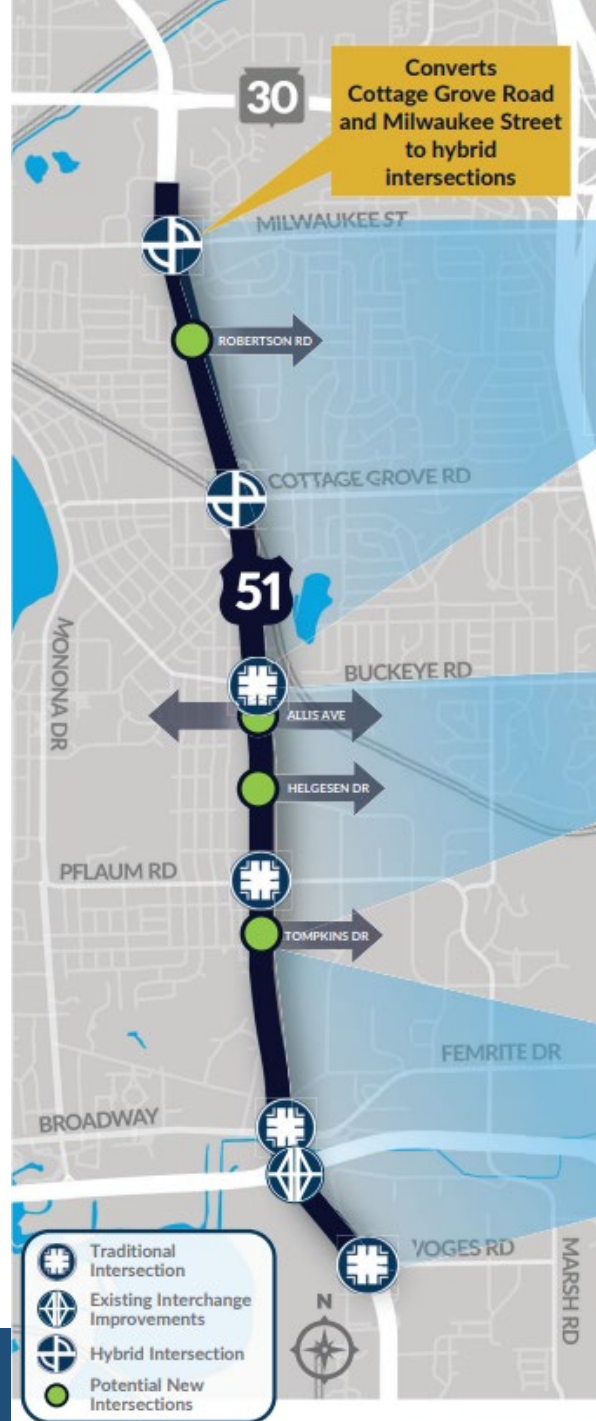 30
Converts
Cottage Grove Road
and Milwaukee Street
to hybrid
intersections
MILWAUKEE ST
ROBERTSON RD
COTTAGE GROVE RD
51
MONONA DR
BUCKEYE RD
ALLIS AVE
HELGESEN DR
PFLAUM RD
TOMPKINS DR
FEMRITE DR
BROADWAY
VOGES RD
MARSH RD
Traditional
Intersection
Existing Interchange
Improvements
Hybrid Intersection
Potential New
Intersections
N